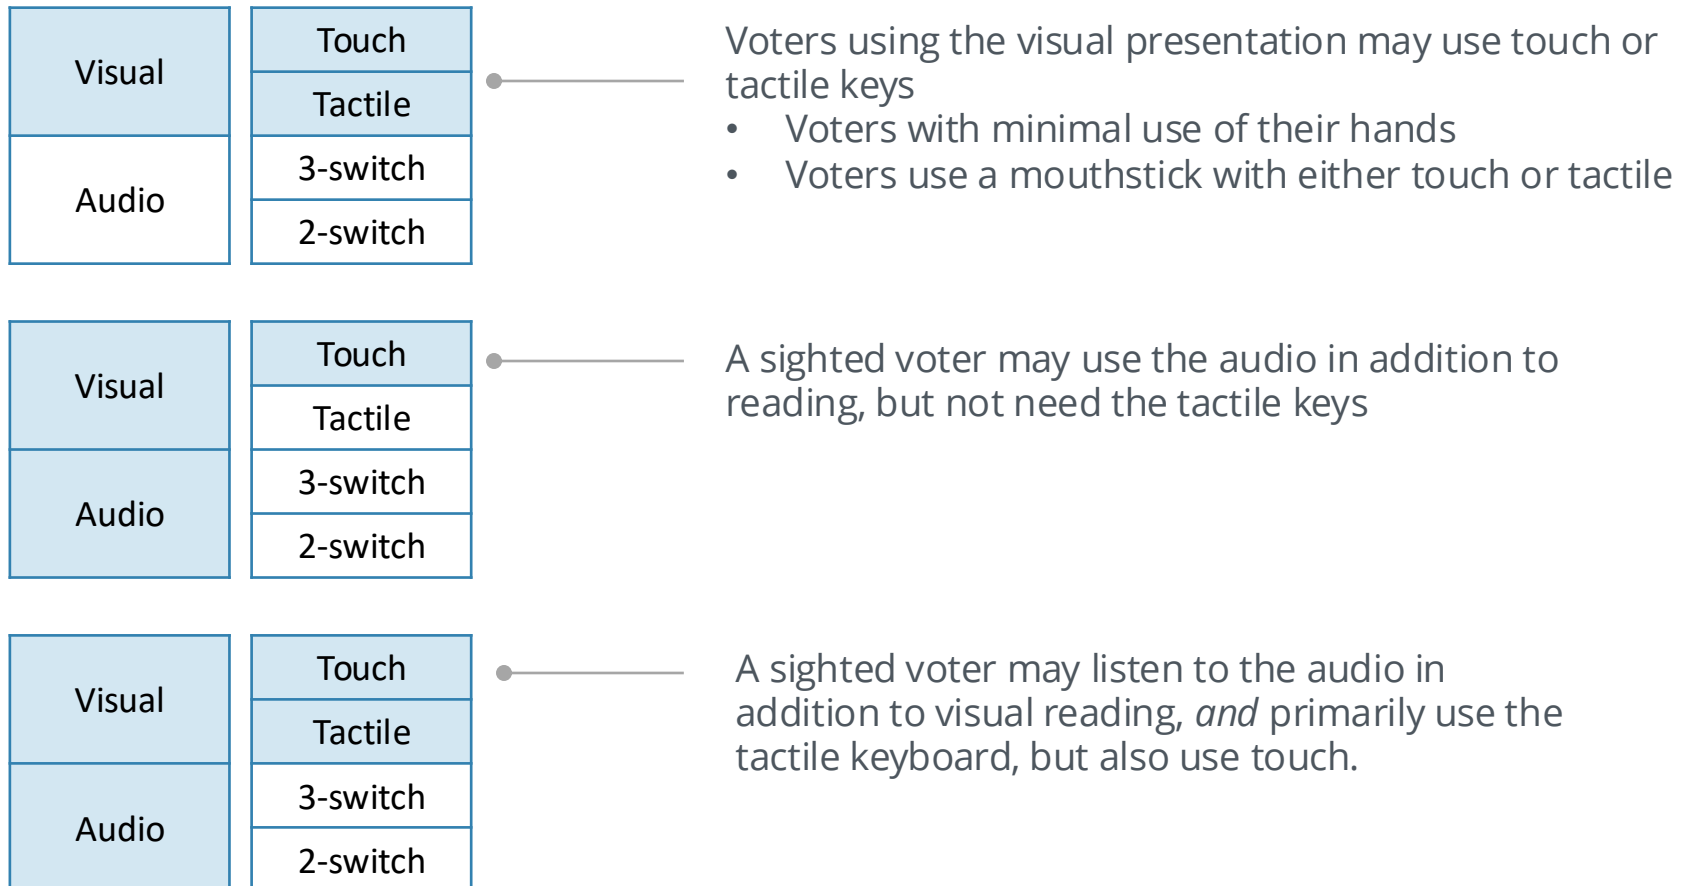 Visual
Audio
Touch
Tactile
3-switch
2-switch
Voters using the visual presentation may use touch or
tactile keys
• Voters with minimal use of their hands
• Voters use a mouthstick with either touch or tactile
Visual
Audio
Touch
Tactile
3-switch
2-switch
A sighted voter may use the audio in addition to
reading, but not need the tactile keys
Visual
Audio
Touch
Tactile
3-switch
2-switch
A sighted voter may listen to the audio in
addition to visual reading, and primarily use the
tactile keyboard, but also use touch.